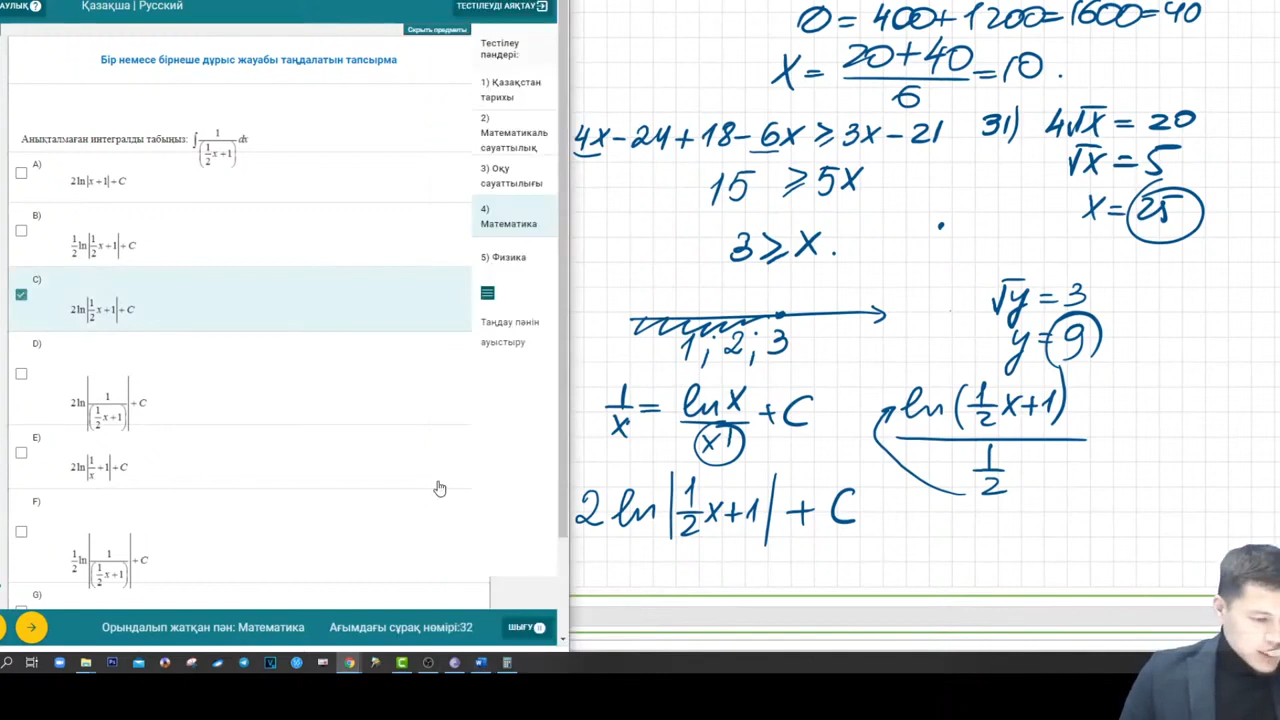 АУЛЫҚ
Қазақша | Русский
ТЕСТІЛЕУДІ АЯҚТАУ
Скрыть предметы
Бір немесе бірнеше дұрыс жауабы таңдалатын тапсырма
Анықталмаған интегралды табыңыз: ∫ 1/(1/2 x+1) dx
A)
2ln|x+1|+C
B)
1/2 ln|1/2 x+1|+C
C)
2ln|1/2 x+1|+C
D)
2ln|1/(1/2 x+1)|+C
E)
2ln|1/x+1|+C
F)
1/2 ln|1/(1/2 x+1)|+C
G)
Орындалып жатқан пән: Математика
Ағымдағы сұрақ нөмірі:32
ШЫҒУ
Тестілеу
пәндері:
1) Қазақстан
тарихы
2)
Математикалық
сауаттылық
3) Оқу
сауаттылығы
4)
Математика
5) Физика
Таңдау пәнін
ауыстыру
D = 400+1200=1600=40
x = (20+40)/6 = 10.
4x-24+18-6x≥3x-21
15 ≥5x
3≥x.
1; 2; 3
31) 4√x = 20
√x = 5
x = 25
√y = 3
y = 9
1/x = ln x/x' + C
ln(1/2 x+1)/(1/2)
2 ln|1/2 x+1| + C